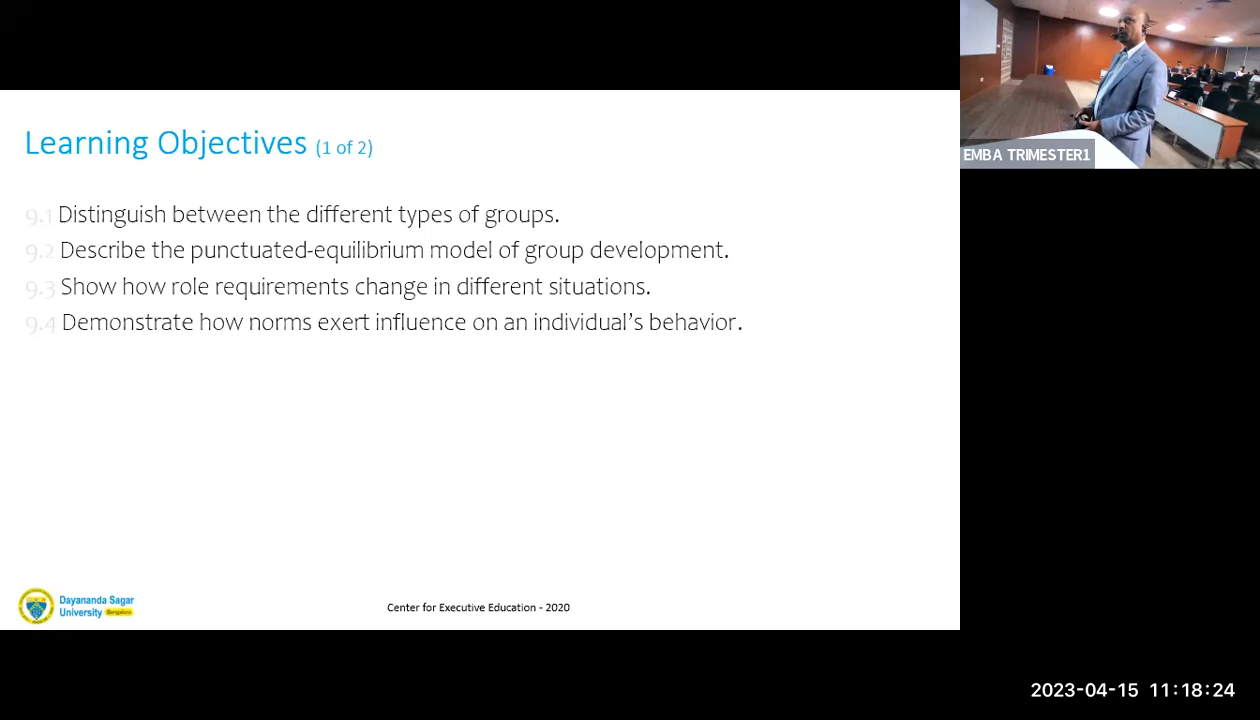 Learning Objectives (1 of 2)
9.1 Distinguish between the different types of groups.
9.2 Describe the punctuated-equilibrium model of group development.
9.3 Show how role requirements change in different situations.
9.4 Demonstrate how norms exert influence on an individual’s behavior.
Dayananda Sagar
University Bengaluru
Center for Executive Education - 2020
EMBA TRIMESTER1
2023-04-15 11:18:24